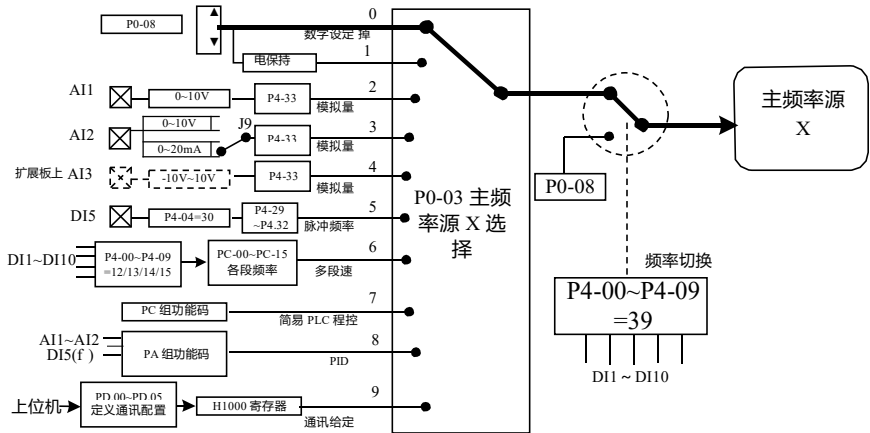 P0-08
0
数字设定 掉
1
电保持
AI1
0~10V
P4-33
2
模拟量
AI2
0~10V
0~20mA
J9
P4-33
3
模拟量
扩展板上 AI3
-10V~10V
P4-33
4
模拟量
DI5
P4-04=30
P4-29
~P4.32
5
脉冲频率
DI1~DI10
P4-00~P4-09
=12/13/14/15
PC-00~PC-15
各段频率
6
多段速
PC 组功能码
7
简易 PLC 程控
AI1~AI2
DI5(f )
PA 组功能码
8
PID
上位机
PD.00~PD.05
定义通讯配置
H1000 寄存器
9
通讯给定
P0-03 主频
率源 X 选
择
P0-08
主频率源
X
频率切换
P4-00~P4-09
=39
DI1 ~ DI10